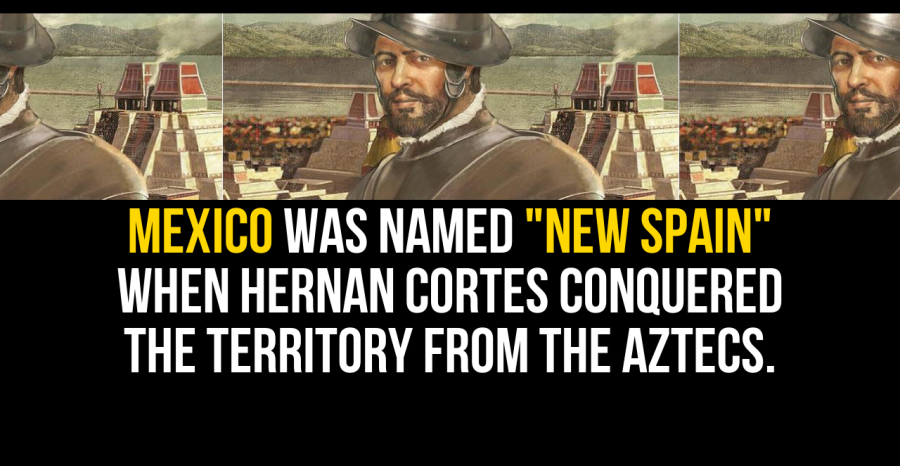 MEXICO WAS NAMED "NEW SPAIN"
WHEN HERNAN CORTES CONQUERED
THE TERRITORY FROM THE AZTECS.